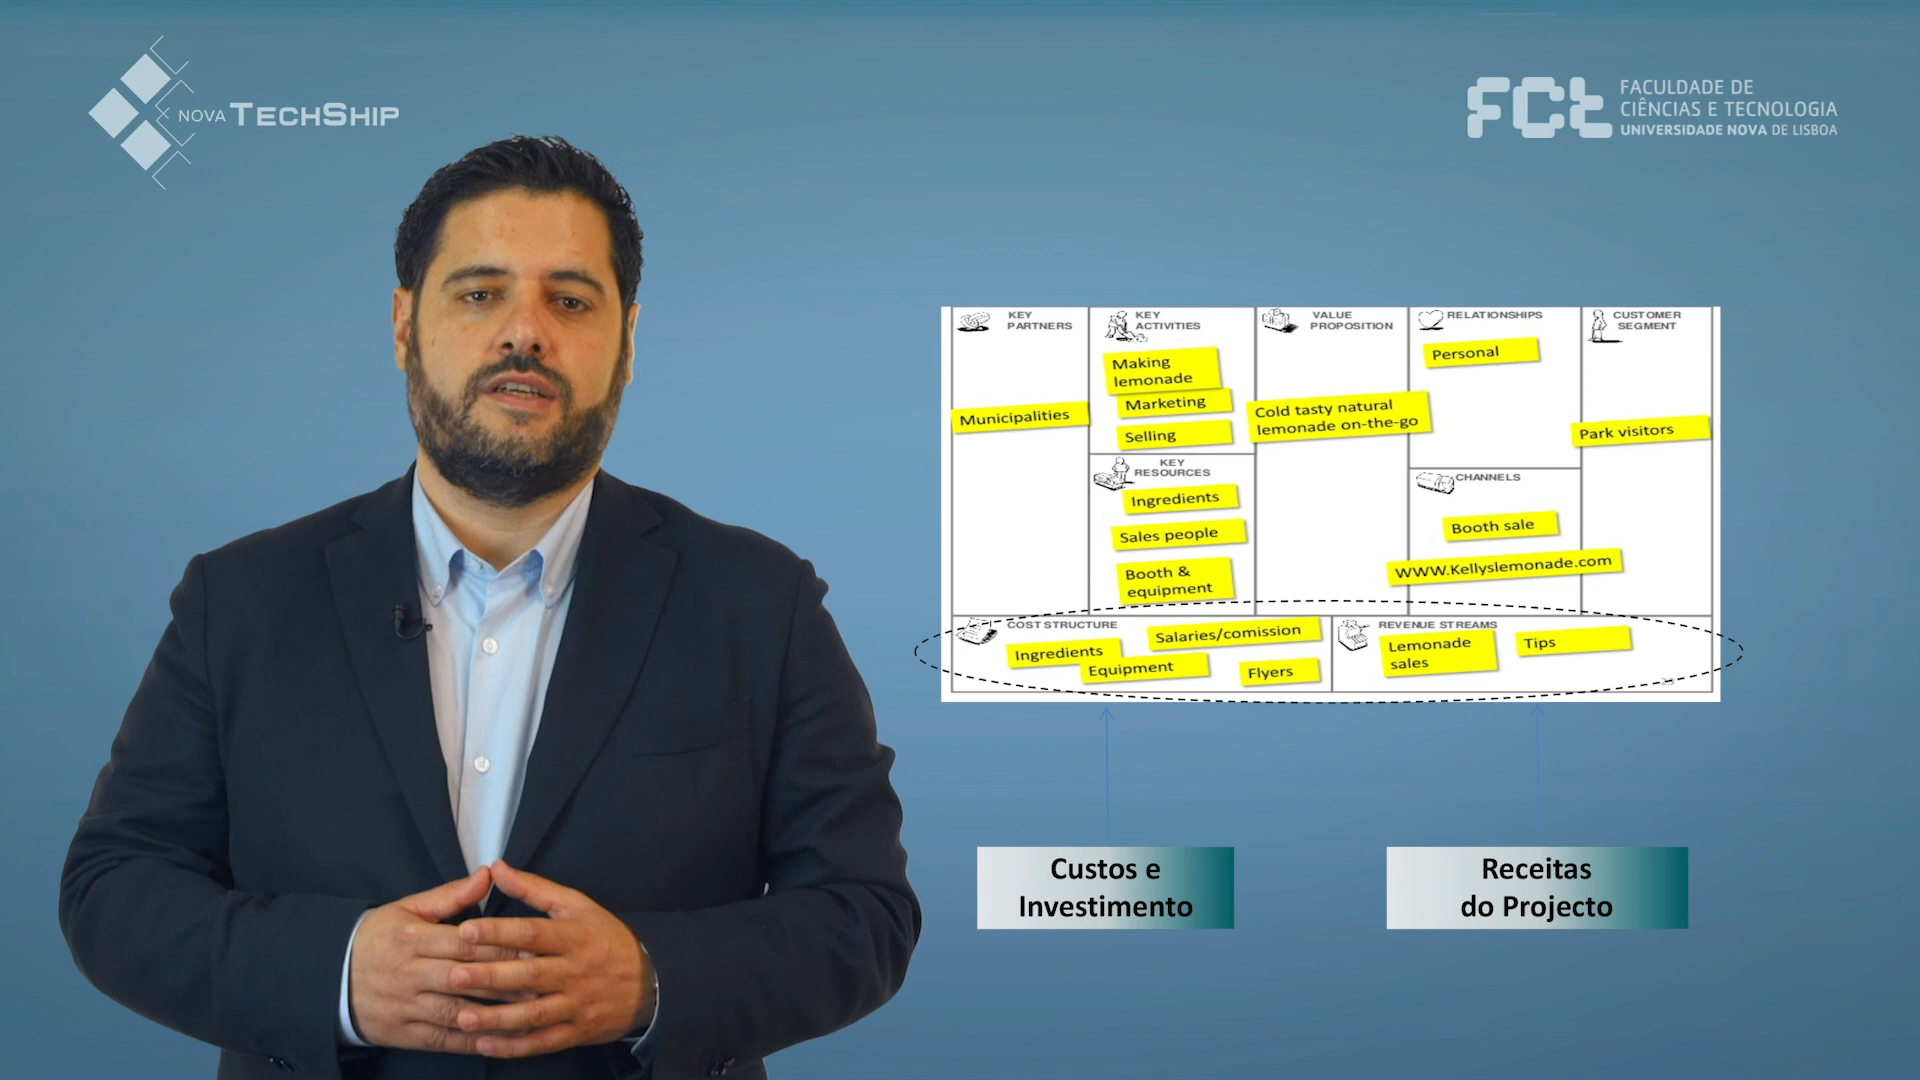 NOVA TECHSHIP
FCt
FACULDADE DE
CIÊNCIAS E TECNOLOGIA
UNIVERSIDADE NOVA DE LISBOA
KEY
PARTNERS
Municipalities
KEY
ACTIVITIES
Making
lemonade
Marketing
Selling
KEY
RESOURCES
Ingredients
Sales people
Booth &
equipment
VALUE
PROPOSITION
Cold tasty natural
lemonade on-the-go
RELATIONSHIPS
Personal
CHANNELS
Booth sale
WWW.Kellyslemonade.com
CUSTOMER
SEGMENT
Park visitors
COST STRUCTURE
Salaries/comission
Ingredients
Equipment
Flyers
REVENUE STREAMS
Lemonade
sales
Tips
Custos e
Investimento
Receitas
do Projecto